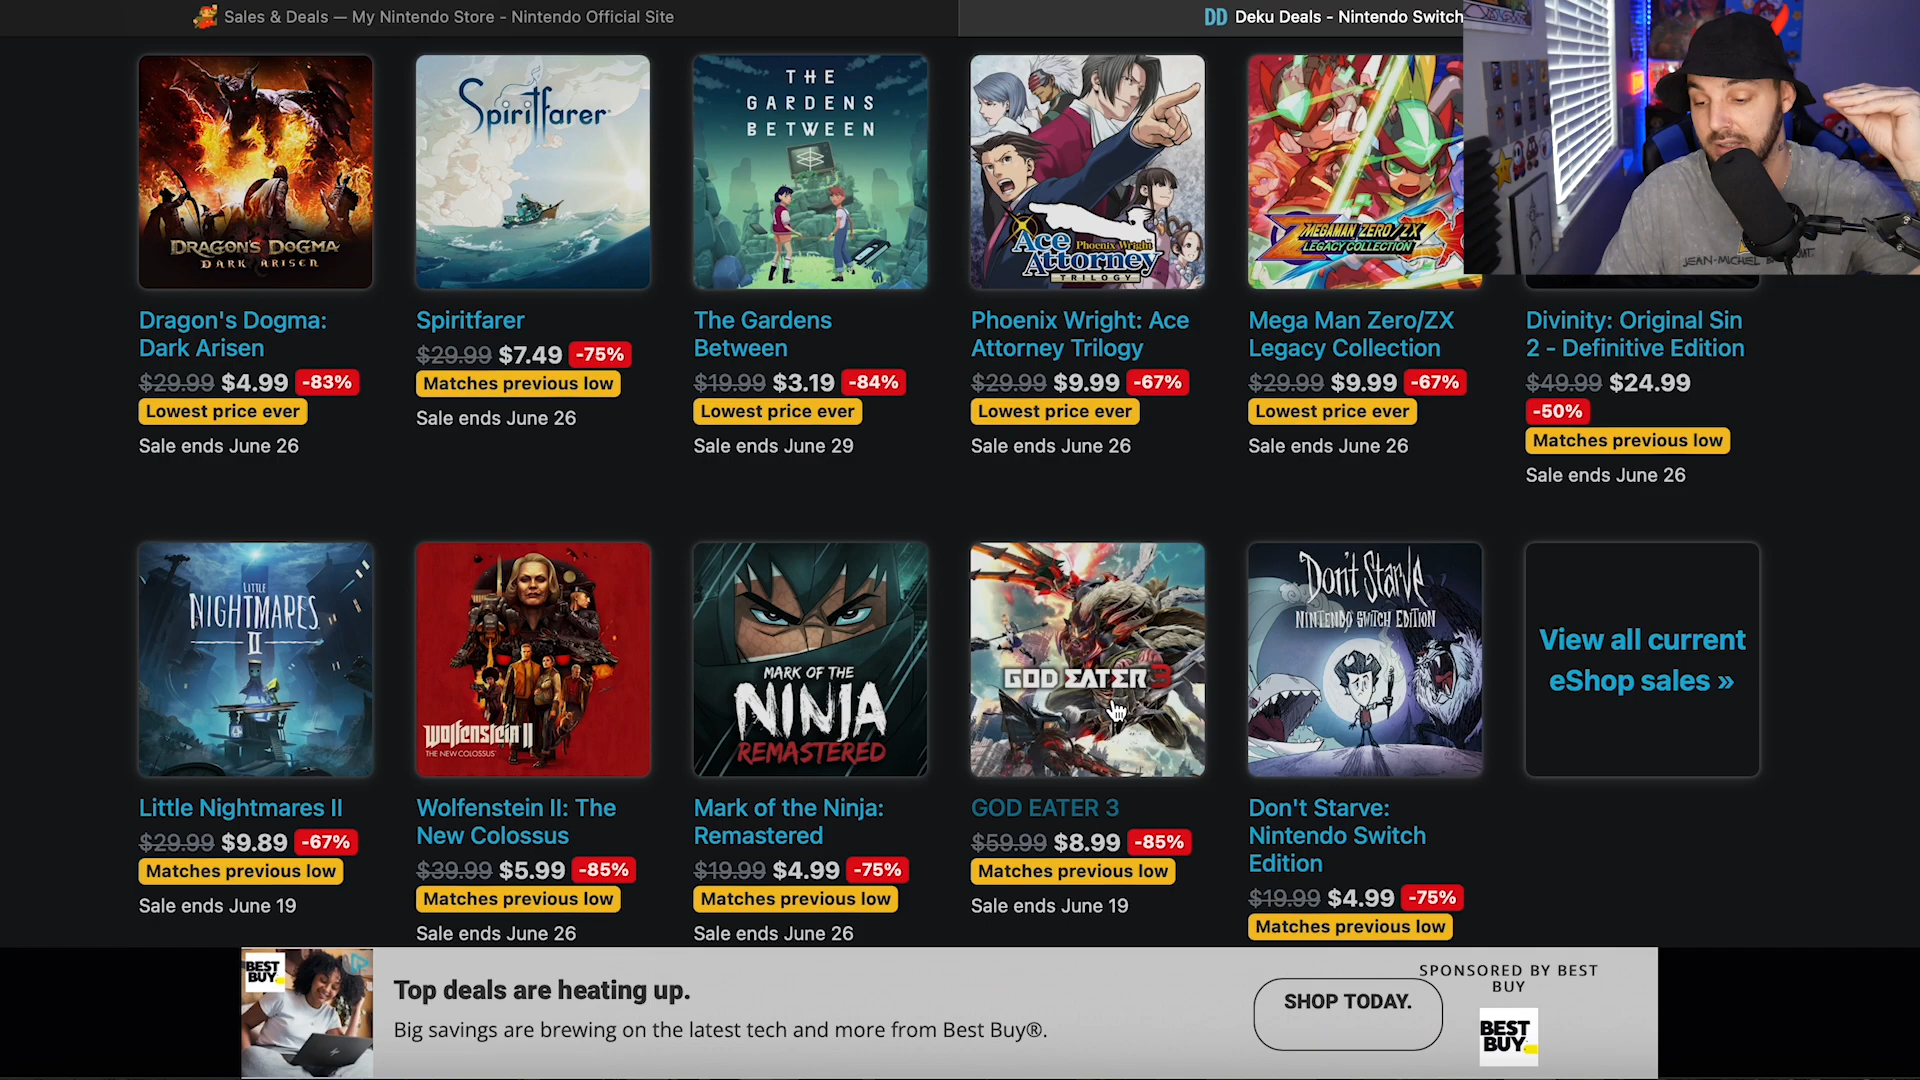 Sales & Deals — My Nintendo Store - Nintendo Official Site
DD Deku Deals - Nintendo Switch
DRAGON'S DOGMA
DARK ARISEN
Spiritfarer
THE
GARDENS
BETWEEN
Ace Phoenix Wright
Attorney
TRILOGY
MEGAMAN ZERO/ZX
LEGACY COLLECTION
Dragon's Dogma:
Dark Arisen
$29.99 $4.99 -83%
Lowest price ever
Sale ends June 26
Spiritfarer
$29.99 $7.49 -75%
Matches previous low
Sale ends June 26
The Gardens
Between
$19.99 $3.19 -84%
Lowest price ever
Sale ends June 29
Phoenix Wright: Ace
Attorney Trilogy
$29.99 $9.99 -67%
Lowest price ever
Sale ends June 26
Mega Man Zero/ZX
Legacy Collection
$29.99 $9.99 -67%
Lowest price ever
Sale ends June 26
Divinity: Original Sin
2 - Definitive Edition
$49.99 $24.99
-50%
Matches previous low
Sale ends June 26
LITTLE
NIGHTMARES
II
Wolfenstein II
THE NEW COLOSSUS
MARK OF THE
NINJA
REMASTERED
GOD EATER 3
Don't Starve
NINTENDO SWITCH EDITION
View all current
eShop sales »
Little Nightmares II
$29.99 $9.89 -67%
Matches previous low
Sale ends June 19
Wolfenstein II: The
New Colossus
$39.99 $5.99 -85%
Matches previous low
Sale ends June 26
Mark of the Ninja:
Remastered
$19.99 $4.99 -75%
Matches previous low
Sale ends June 26
GOD EATER 3
$59.99 $8.99 -85%
Matches previous low
Sale ends June 19
Don't Starve:
Nintendo Switch
Edition
$19.99 $4.99 -75%
Matches previous low
BEST
BUY
Top deals are heating up.
Big savings are brewing on the latest tech and more from Best Buy®.
SHOP TODAY.
SPONSORED BY BEST
BUY
BEST
BUY
JEAN-MICHEL